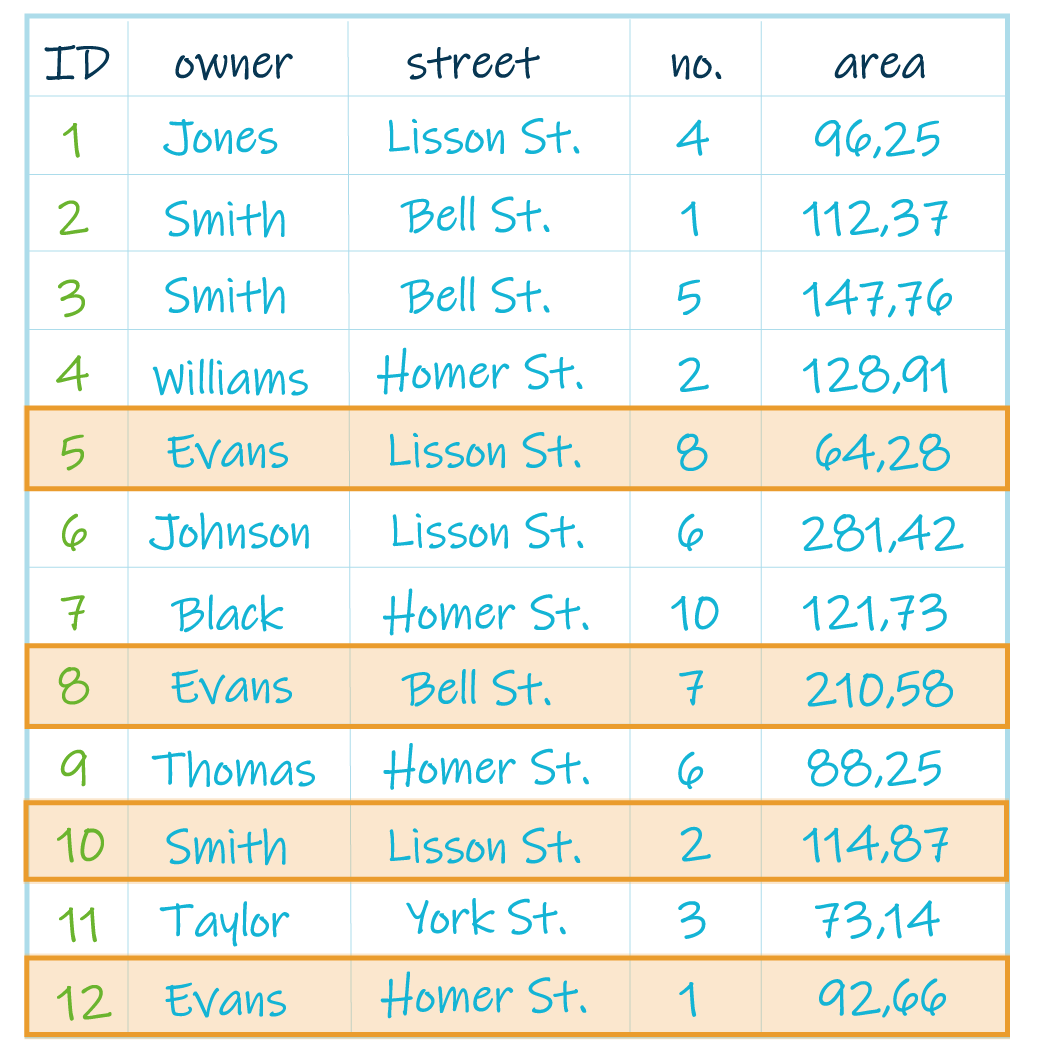 ID owner street no. area
1 Jones Lisson St. 4 96,25
2 Smith Bell St. 1 112,37
3 Smith Bell St. 5 147,76
4 Williams Homer St. 2 128,91
5 Evans Lisson St. 8 64,28
6 Johnson Lisson St. 6 281,42
7 Black Homer St. 10 121,73
8 Evans Bell St. 7 210,58
9 Thomas Homer St. 6 88,25
10 Smith Lisson St. 2 114,87
11 Taylor York St. 3 73,14
12 Evans Homer St. 1 92,66